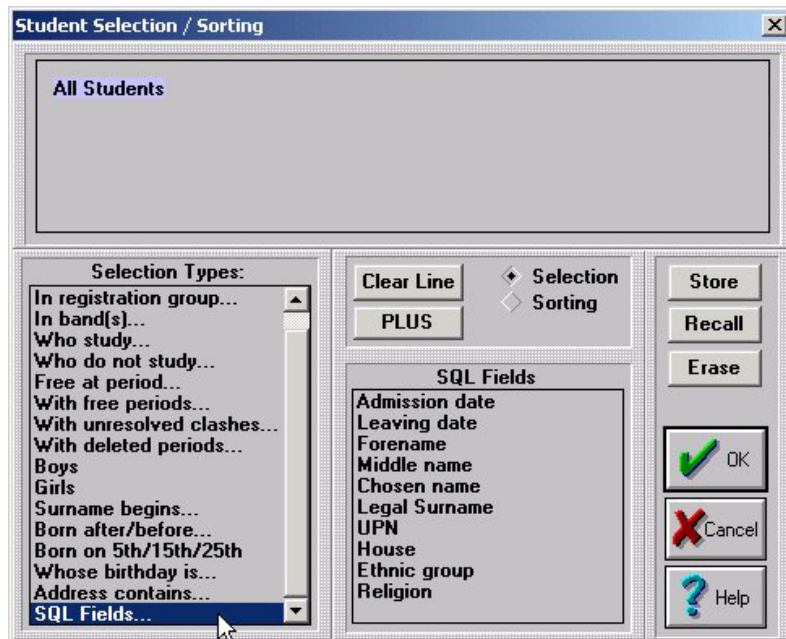 Student Selection / Sorting
All Students
Selection Types:
In registration group...
In band(s)...
Who study...
Who do not study...
Free at period...
With free periods...
With unresolved clashes...
With deleted periods...
Boys
Girls
Surname begins...
Born after/before...
Born on 5th/15th/25th
Whose birthday is...
Address contains...
SQL Fields...
Clear Line
PLUS
Selection
Sorting
SQL Fields
Admission date
Leaving date
Forename
Middle name
Chosen name
Legal Surname
UPN
House
Ethnic group
Religion
Store
Recall
Erase
OK
Cancel
Help